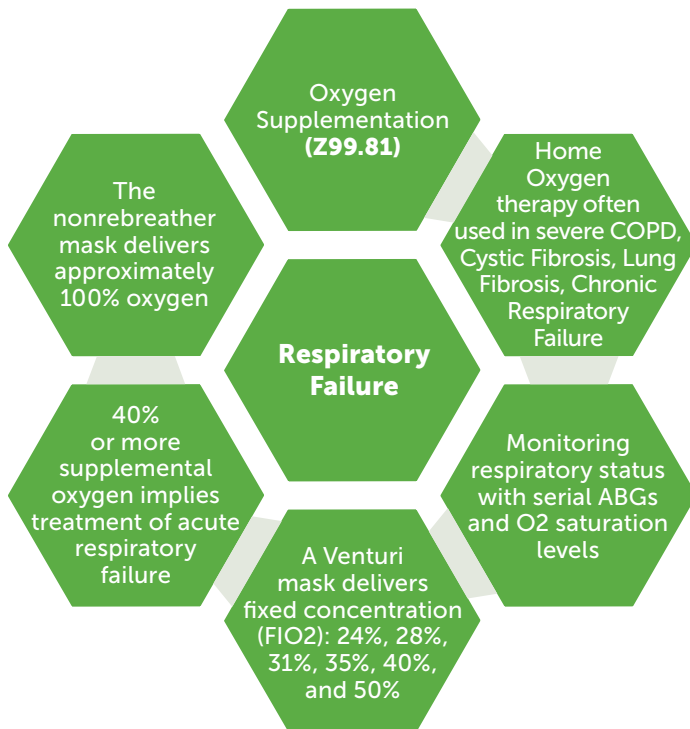 Oxygen
Supplementation
(Z99.81)
Home
Oxygen
therapy often
used in severe COPD,
Cystic Fibrosis, Lung
Fibrosis, Chronic
Respiratory
Failure
Monitoring
respiratory status
with serial ABGs
and O2 saturation
levels
A Venturi
mask delivers
fixed concentration
(FIO2): 24%, 28%,
31%, 35%, 40%,
and 50%
40%
or more
supplemental
oxygen implies
treatment of acute
respiratory
failure
The
nonrebreather
mask delivers
approximately
100% oxygen
Respiratory
Failure